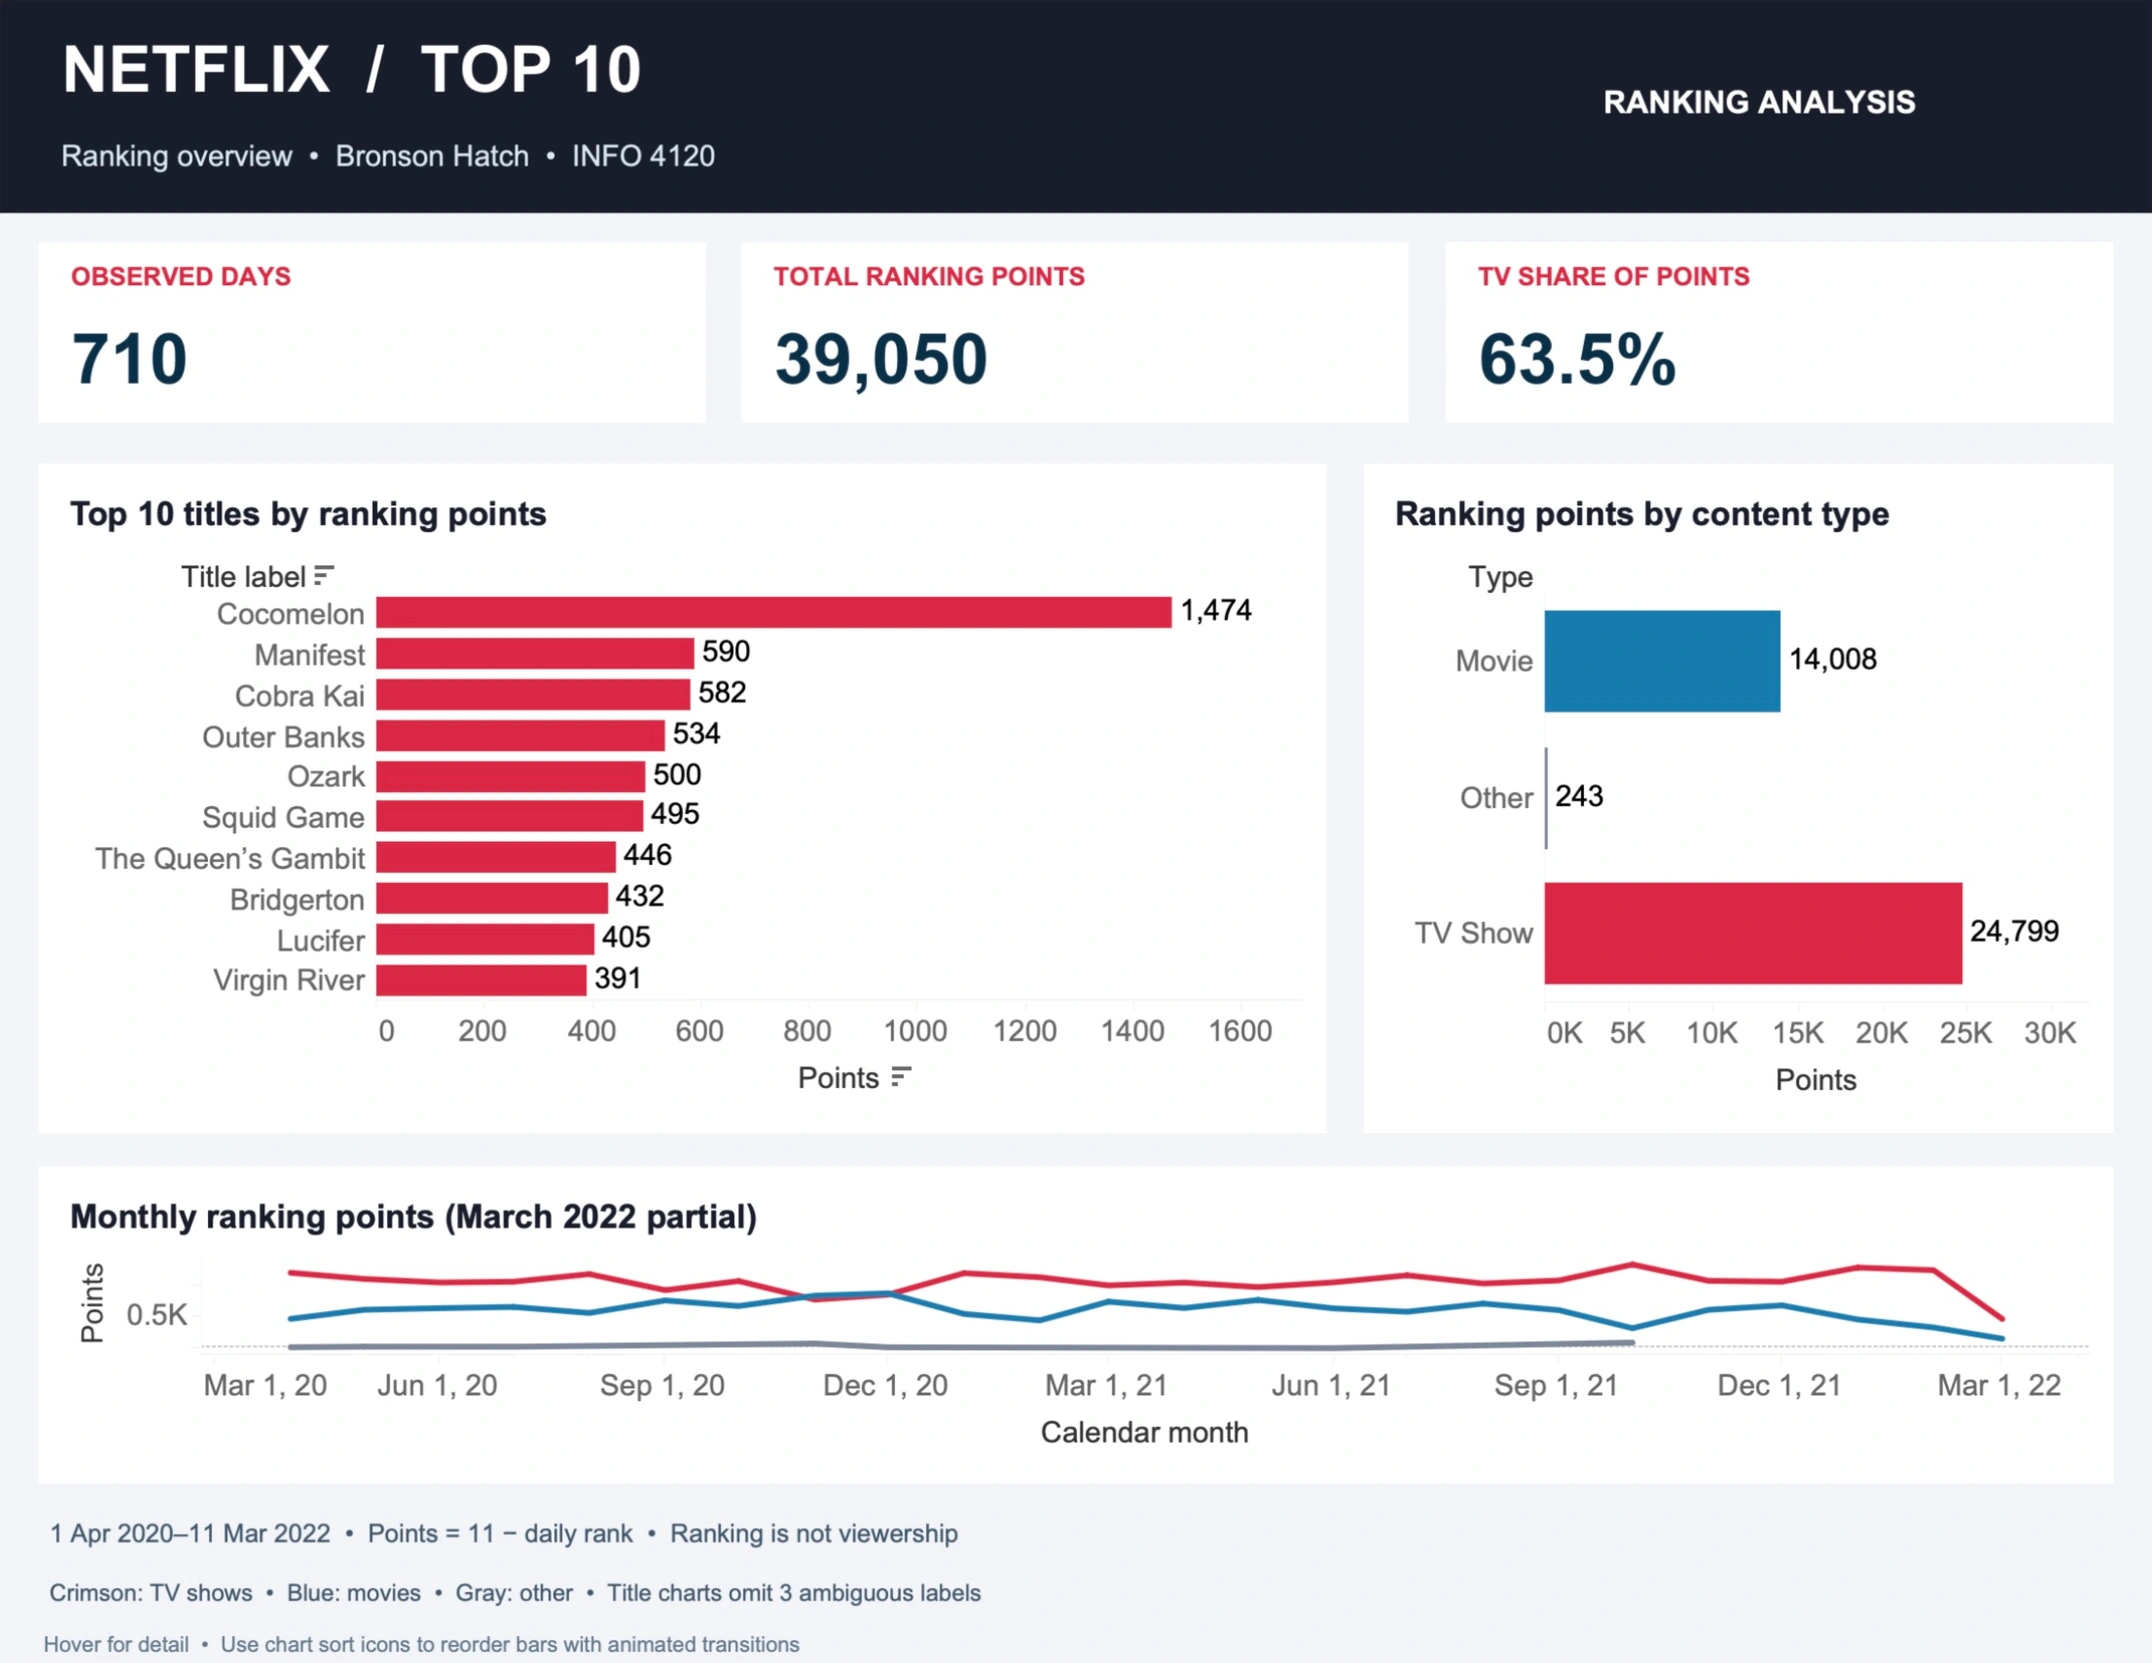 NETFLIX / TOP 10
RANKING ANALYSIS
Ranking overview • Bronson Hatch • INFO 4120
OBSERVED DAYS
710
TOTAL RANKING POINTS
39,050
TV SHARE OF POINTS
63.5%
Top 10 titles by ranking points
Title label
Cocomelon 1,474
Manifest 590
Cobra Kai 582
Outer Banks 534
Ozark 500
Squid Game 495
The Queen’s Gambit 446
Bridgerton 432
Lucifer 405
Virgin River 391
0 200 400 600 800 1000 1200 1400 1600
Points
Ranking points by content type
Type
Movie 14,008
Other 243
TV Show 24,799
0K 5K 10K 15K 20K 25K 30K
Points
Monthly ranking points (March 2022 partial)
Points
0.5K
Mar 1, 20 Jun 1, 20 Sep 1, 20 Dec 1, 20 Mar 1, 21 Jun 1, 21 Sep 1, 21 Dec 1, 21 Mar 1, 22
Calendar month
1 Apr 2020–11 Mar 2022 • Points = 11 − daily rank • Ranking is not viewership
Crimson: TV shows • Blue: movies • Gray: other • Title charts omit 3 ambiguous labels
Hover for detail • Use chart sort icons to reorder bars with animated transitions